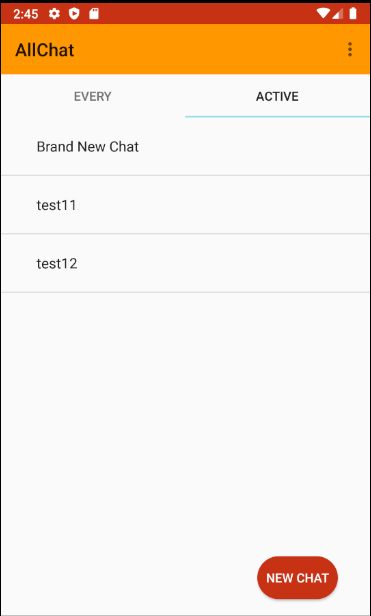 2:45
AllChat
EVERY
ACTIVE
Brand New Chat
test11
test12
NEW CHAT